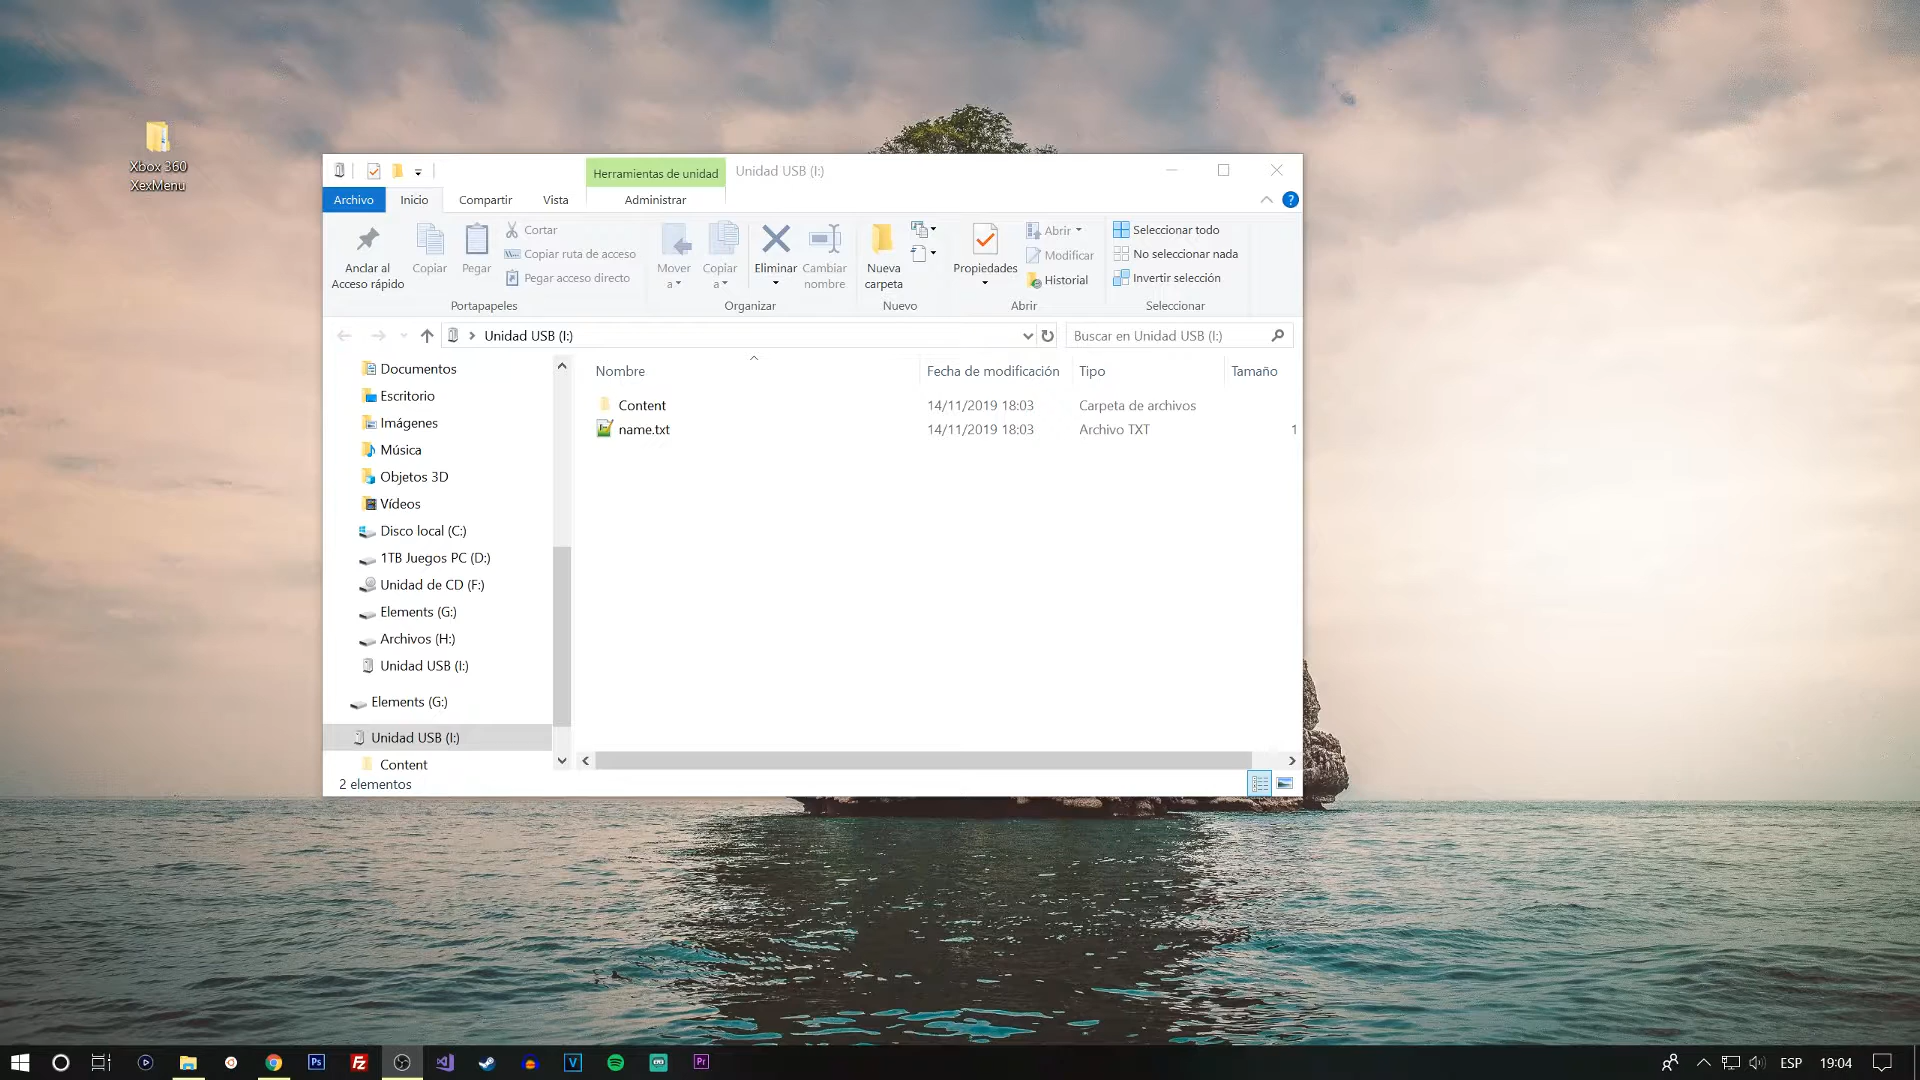 Xbox 360
XexMenu
Herramientas de unidad
Unidad USB (I:)
Archivo
Inicio
Compartir
Vista
Administrar
?
Anclar al
Acceso rápido
Copiar
Pegar
Cortar
Copiar ruta de acceso
Pegar acceso directo
Portapapeles
Mover
a
Copiar
a
Eliminar
Cambiar
nombre
Organizar
Nueva
carpeta
Nuevo
Propiedades
Abrir
Modificar
Historial
Abrir
Seleccionar todo
No seleccionar nada
Invertir selección
Seleccionar
Unidad USB (I:)
Buscar en Unidad USB (I:)
Documentos
Escritorio
Imágenes
Música
Objetos 3D
Vídeos
Disco local (C:)
1TB Juegos PC (D:)
Unidad de CD (F:)
Elements (G:)
Archivos (H:)
Unidad USB (I:)
Elements (G:)
Unidad USB (I:)
Content
Nombre Fecha de modificación Tipo Tamaño
Content 14/11/2019 18:03 Carpeta de archivos
name.txt 14/11/2019 18:03 Archivo TXT 1
2 elementos
Ps
Fz
V
Pr
ESP
19:04